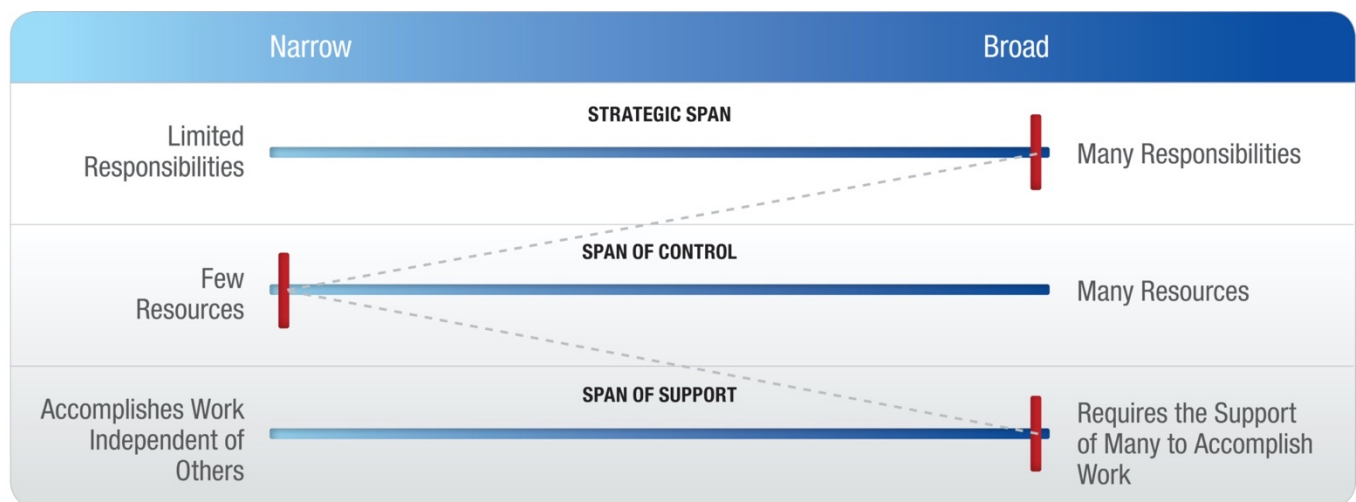 Narrow
Broad
STRATEGIC SPAN
Limited
Responsibilities
Many Responsibilities
SPAN OF CONTROL
Few
Resources
Many Resources
SPAN OF SUPPORT
Accomplishes Work
Independent of
Others
Requires the Support
of Many to Accomplish
Work